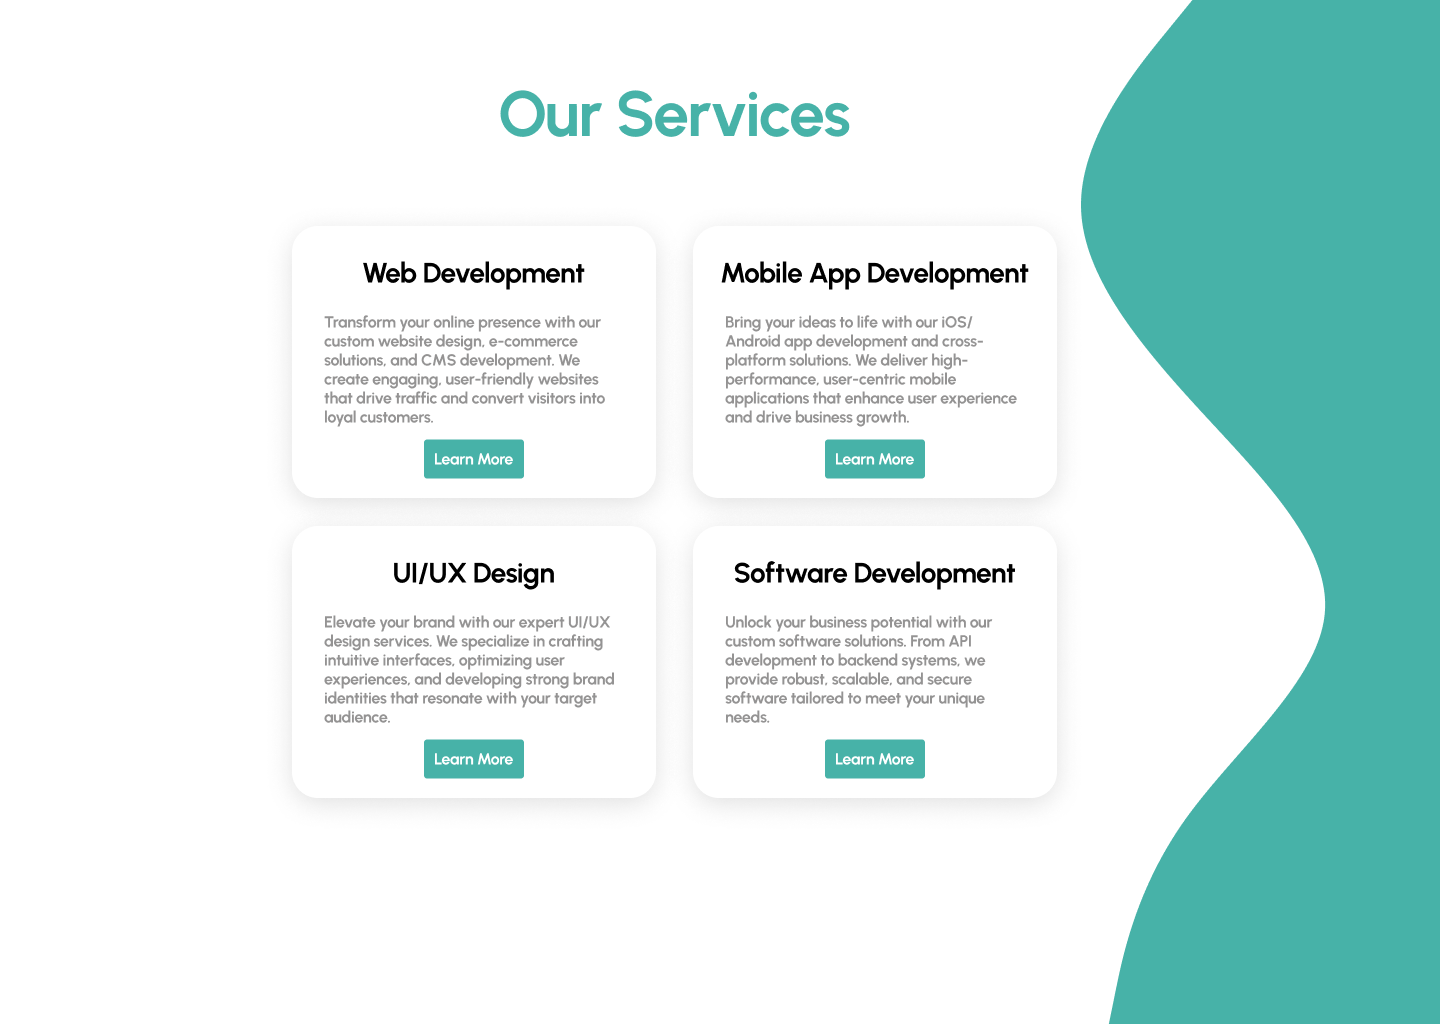 Our Services
Web Development
Transform your online presence with our
custom website design, e-commerce
solutions, and CMS development. We
create engaging, user-friendly websites
that drive traffic and convert visitors into
loyal customers.
Learn More
Mobile App Development
Bring your ideas to life with our iOS/
Android app development and cross-
platform solutions. We deliver high-
performance, user-centric mobile
applications that enhance user experience
and drive business growth.
Learn More
UI/UX Design
Elevate your brand with our expert UI/UX
design services. We specialize in crafting
intuitive interfaces, optimizing user
experiences, and developing strong brand
identities that resonate with your target
audience.
Learn More
Software Development
Unlock your business potential with our
custom software solutions. From API
development to backend systems, we
provide robust, scalable, and secure
software tailored to meet your unique
needs.
Learn More